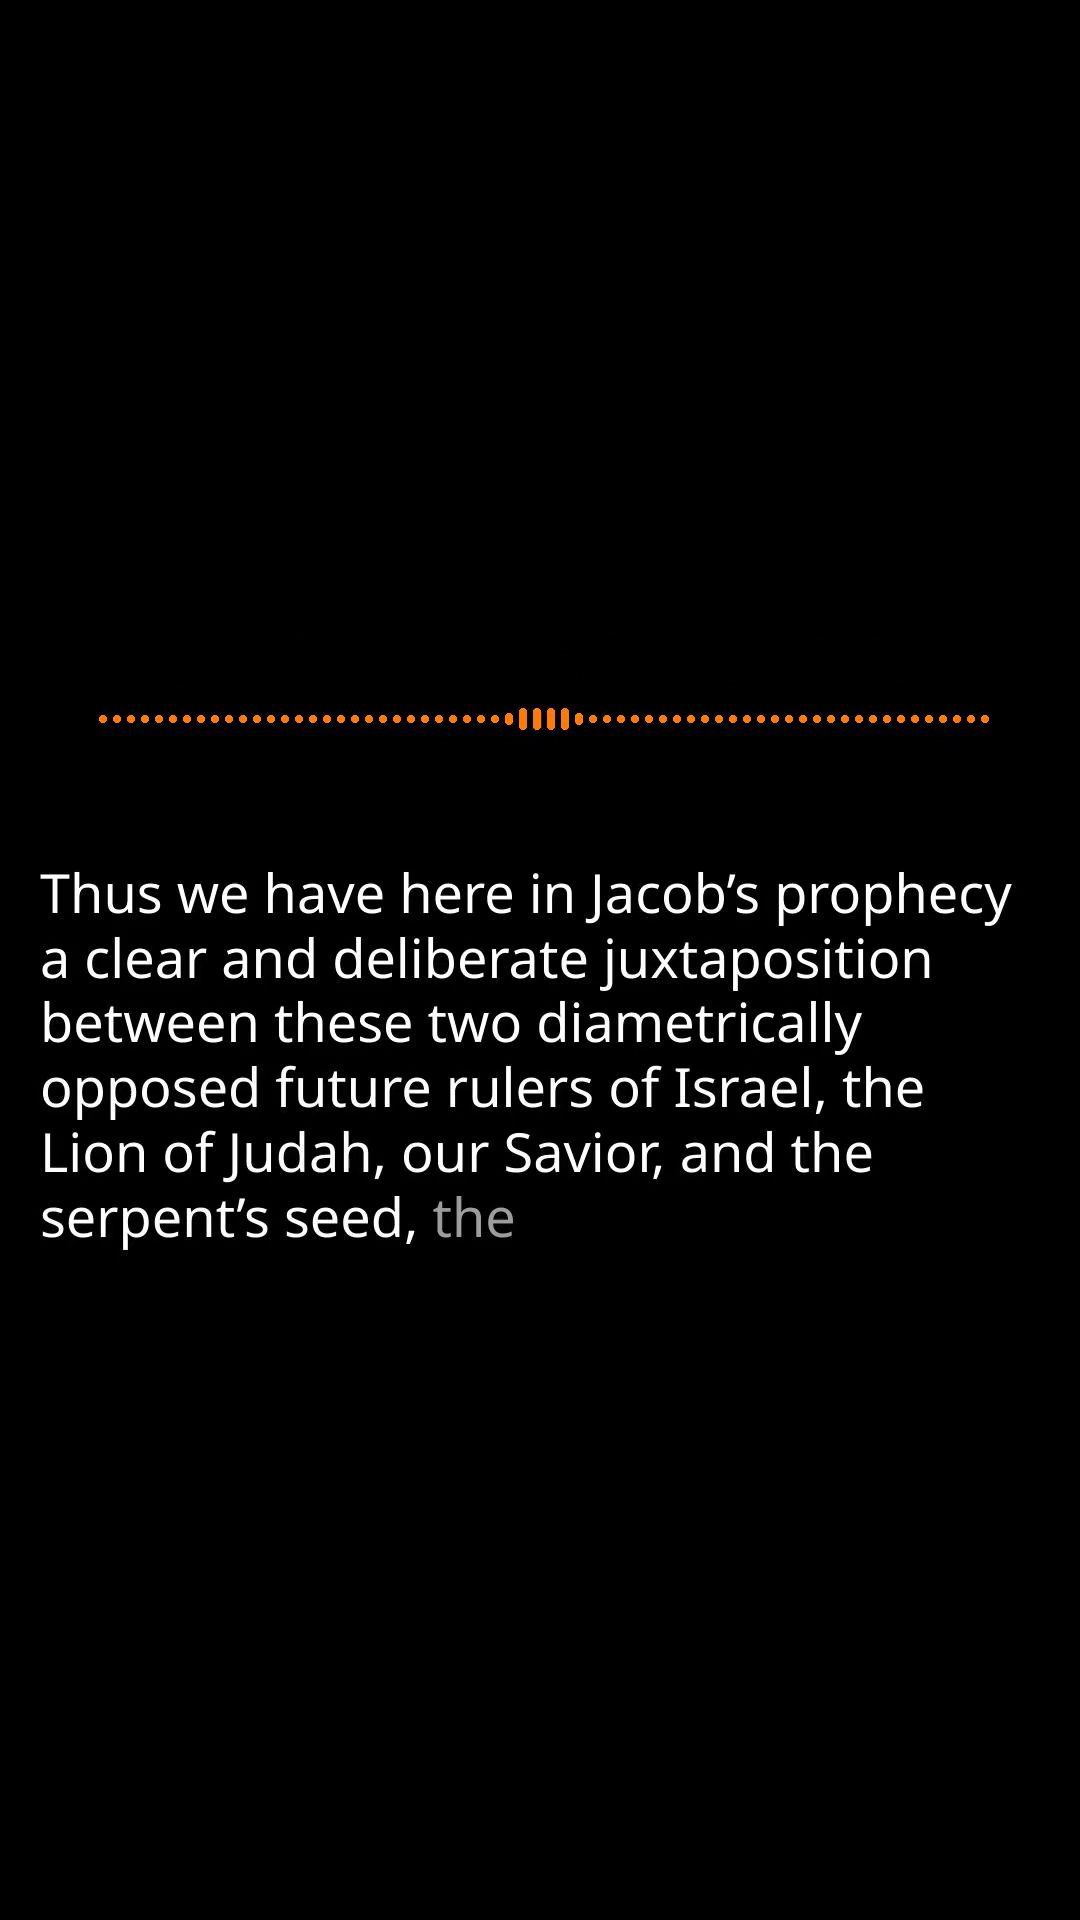 Thus we have here in Jacob’s prophecy
a clear and deliberate juxtaposition
between these two diametrically
opposed future rulers of Israel, the
Lion of Judah, our Savior, and the
serpent’s seed, the